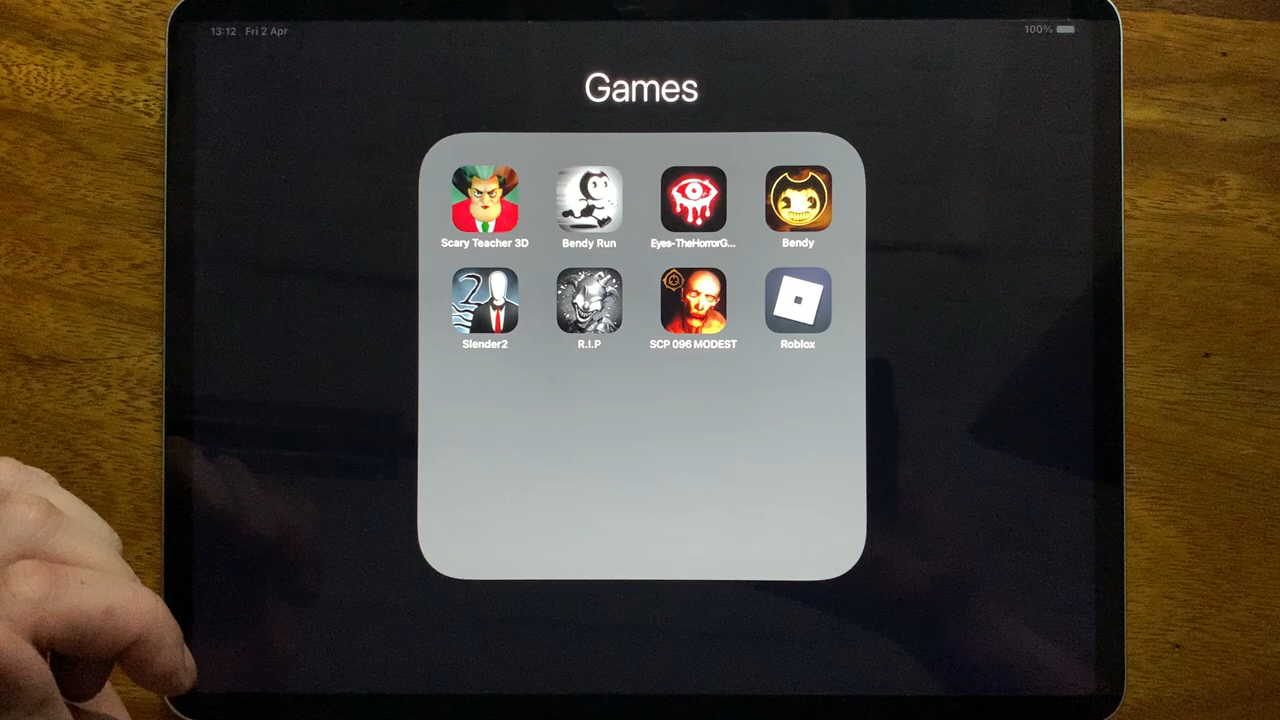 13:12 Fri 2 Apr
100%
Games
Scary Teacher 3D
Bendy Run
Eyes-TheHorrorG...
Bendy
2
Slender2
R.I.P
SCP 096 MODEST
Roblox